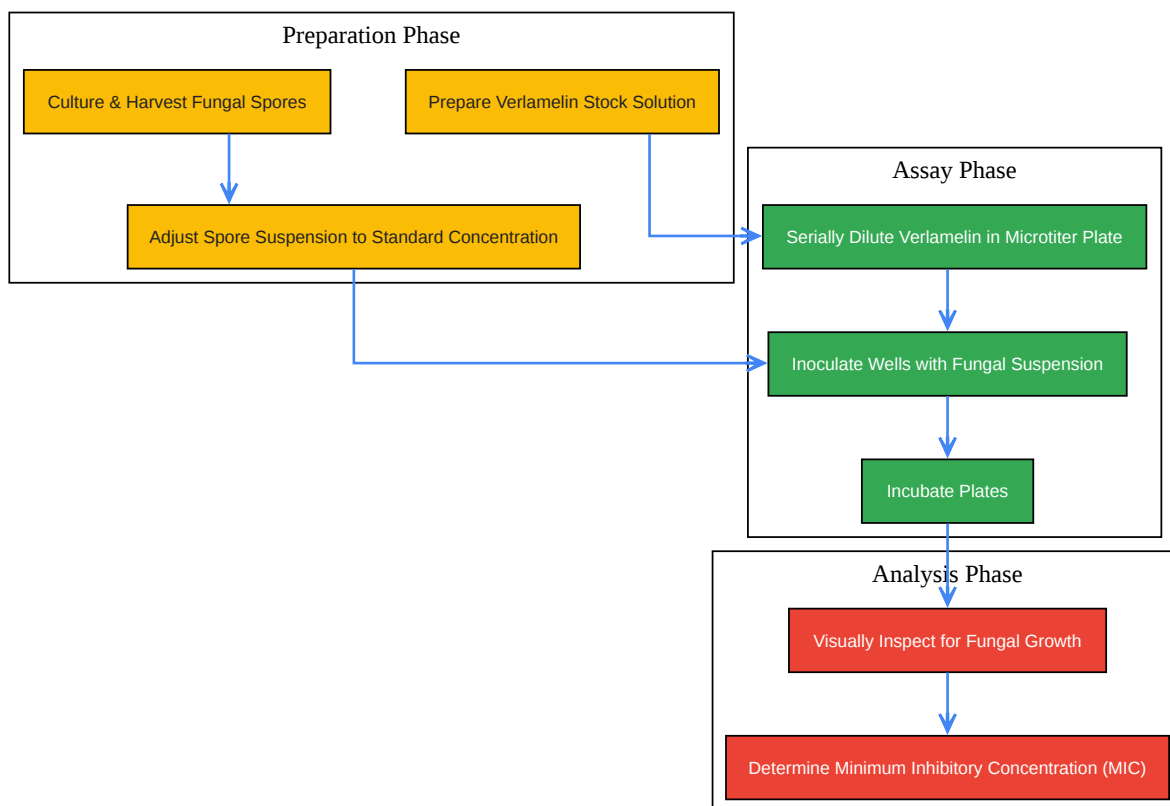 Preparation Phase
Culture & Harvest Fungal Spores
Prepare Verlamelin Stock Solution
Adjust Spore Suspension to Standard Concentration
Assay Phase
Serially Dilute Verlamelin in Microtiter Plate
Inoculate Wells with Fungal Suspension
Incubate Plates
Analysis Phase
Visually Inspect for Fungal Growth
Determine Minimum Inhibitory Concentration (MIC)